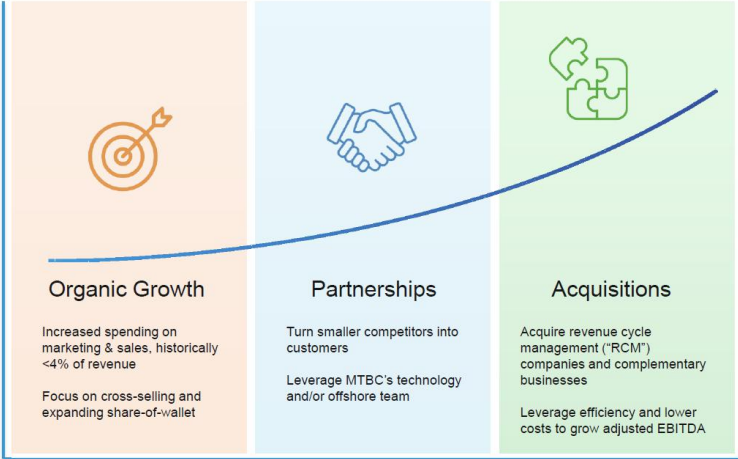 Organic Growth
Increased spending on
marketing & sales, historically
<4% of revenue
Focus on cross-selling and
expanding share-of-wallet
Partnerships
Turn smaller competitors into
customers
Leverage MTBC's technology
and/or offshore team
Acquisitions
Acquire revenue cycle
management ("RCM")
companies and complementary
businesses
Leverage efficiency and lower
costs to grow adjusted EBITDA